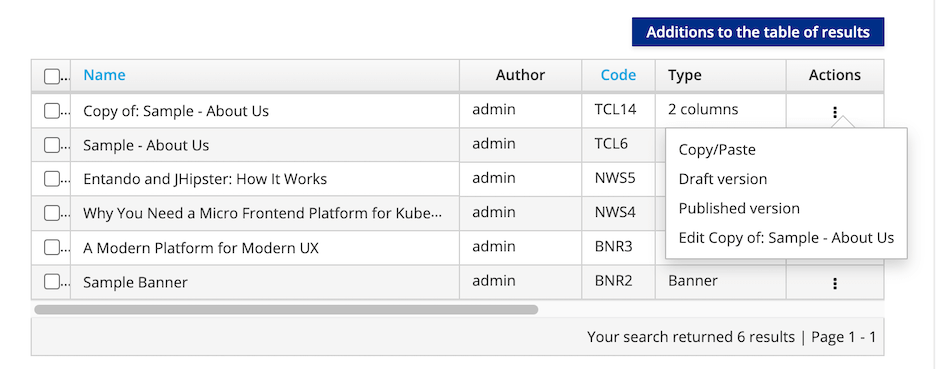 Additions to the table of results
... Name Author Code Type Actions
... Copy of: Sample - About Us admin TCL14 2 columns
... Sample - About Us admin TCL6
... Entando and JHipster: How It Works admin NWS5
... Why You Need a Micro Frontend Platform for Kube... admin NWS4
... A Modern Platform for Modern UX admin BNR3
... Sample Banner admin BNR2 Banner
Copy/Paste
Draft version
Published version
Edit Copy of: Sample - About Us
Your search returned 6 results | Page 1 - 1